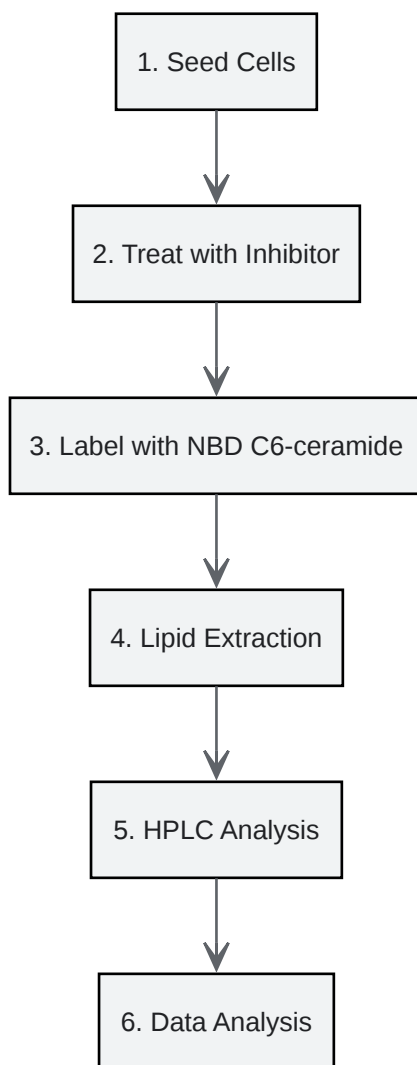 1. Seed Cells
2. Treat with Inhibitor
3. Label with NBD C6-ceramide
4. Lipid Extraction
5. HPLC Analysis
6. Data Analysis